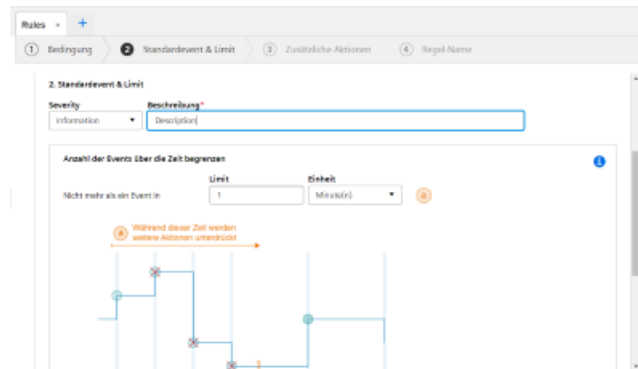 Rules × +
1 Bedingung 2 Standardevent & Limit 3 Zusätzliche Aktionen 4 Regel-Name
2. Standardevent & Limit
Severity Beschreibung*
Information Description
Anzahl der Events über die Zeit begrenzen
Limit Einheit
Nicht mehr als ein Event in 1 Minute(n) a
a Während dieser Zeit werden
weitere Aktionen unterdrückt